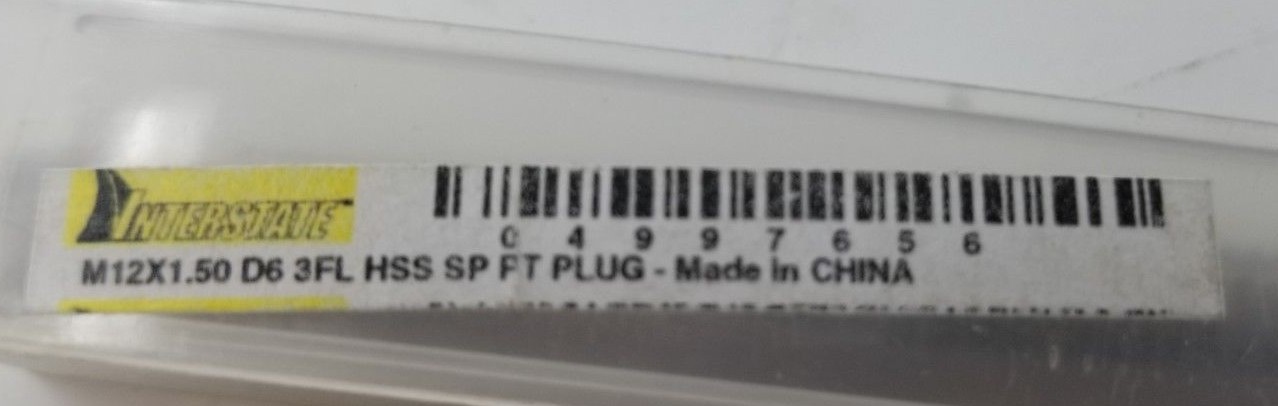 INTERSTATE
0 4 9 9 7 6 5 6
M12X1.50 D6 3FL HSS SP PT PLUG - Made in CHINA